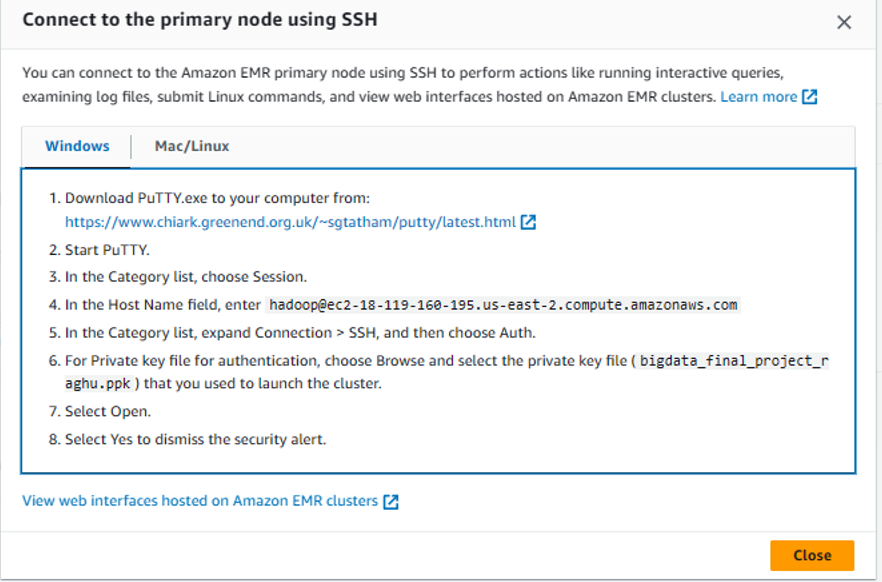 Connect to the primary node using SSH
You can connect to the Amazon EMR primary node using SSH to perform actions like running interactive queries,
examining log files, submit Linux commands, and view web interfaces hosted on Amazon EMR clusters. Learn more
Windows
Mac/Linux
1. Download PuTTY.exe to your computer from:
https://www.chiark.greenend.org.uk/~sgtatham/putty/latest.html
2. Start PuTTY.
3. In the Category list, choose Session.
4. In the Host Name field, enter hadoop@ec2-18-119-160-195.us-east-2.compute.amazonaws.com
5. In the Category list, expand Connection > SSH, and then choose Auth.
6. For Private key file for authentication, choose Browse and select the private key file ( bigdata_final_project_r
aghu.ppk ) that you used to launch the cluster.
7. Select Open.
8. Select Yes to dismiss the security alert.
View web interfaces hosted on Amazon EMR clusters
Close